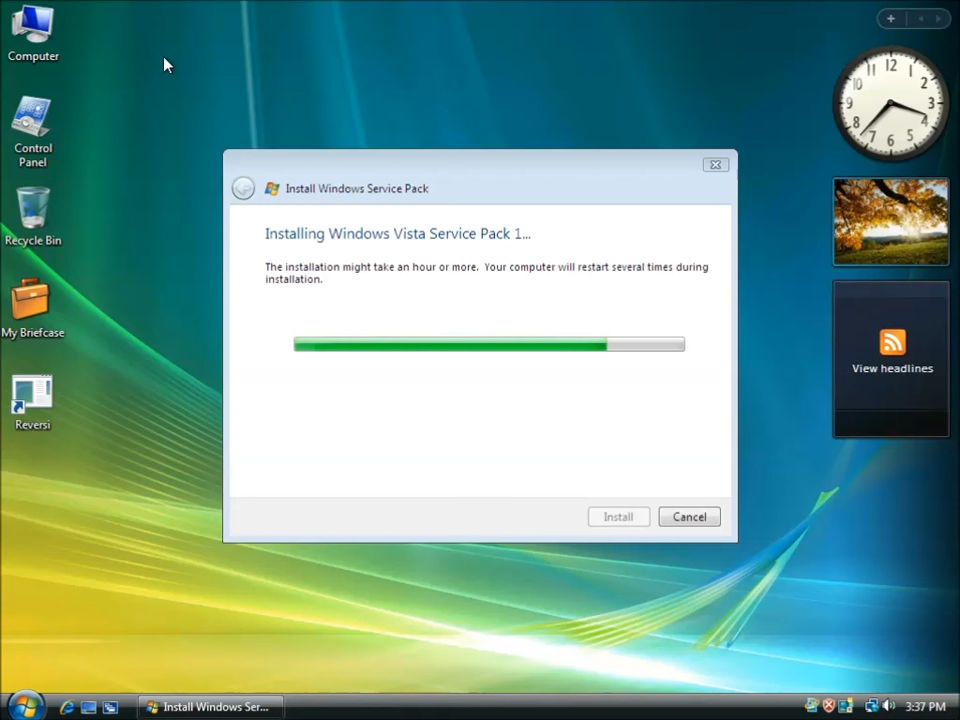 Computer
Control
Panel
Recycle Bin
My Briefcase
Reversi
Install Windows Service Pack
Installing Windows Vista Service Pack 1...
The installation might take an hour or more. Your computer will restart several times during
installation.
Install
Cancel
12
1
2
3
4
5
6
7
8
9
10
11
View headlines
Install Windows Ser...
3:37 PM